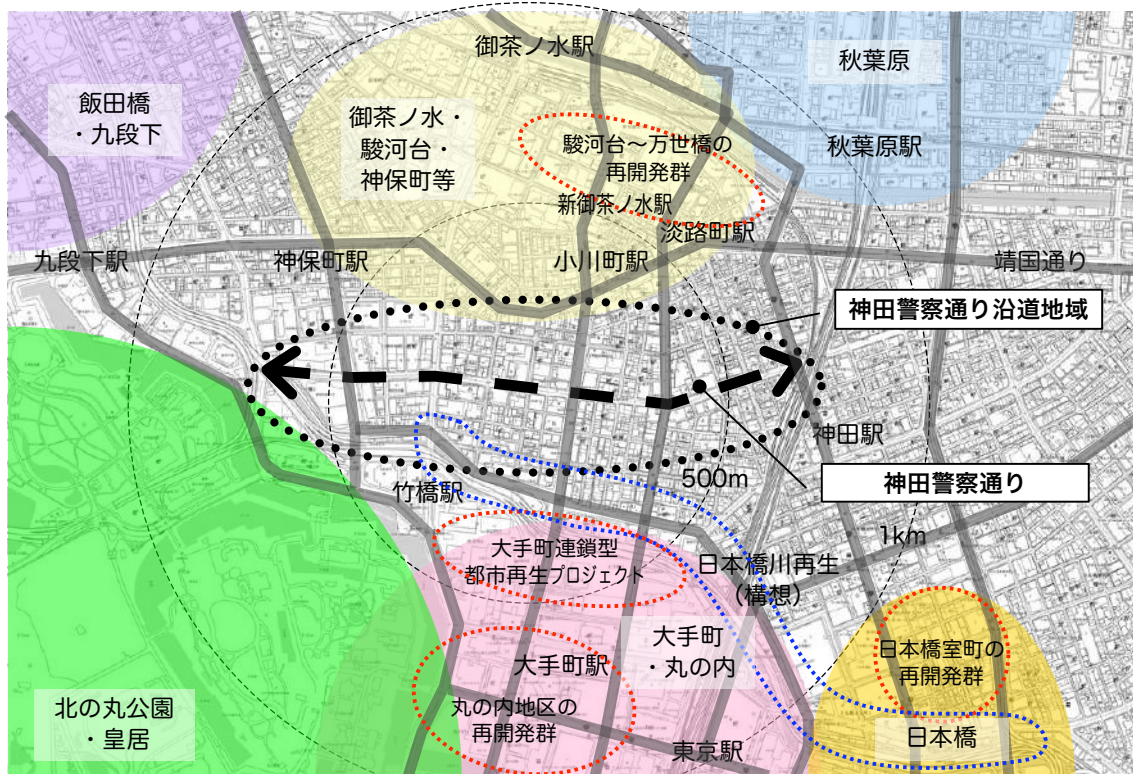 御茶ノ水駅
秋葉原
飯田橋
・九段下
御茶ノ水・
駿河台・
神保町等
駿河台〜万世橋の
再開発群
秋葉原駅
新御茶ノ水駅
淡路町駅
九段下駅
神保町駅
小川町駅
靖国通り
神田警察通り沿道地域
神田駅
竹橋駅
500m
神田警察通り
1km
大手町連鎖型
都市再生プロジェクト
日本橋川再生
（構想）
大手町
・丸の内
日本橋室町の
再開発群
大手町駅
丸の内地区の
再開発群
北の丸公園
・皇居
東京駅
日本橋